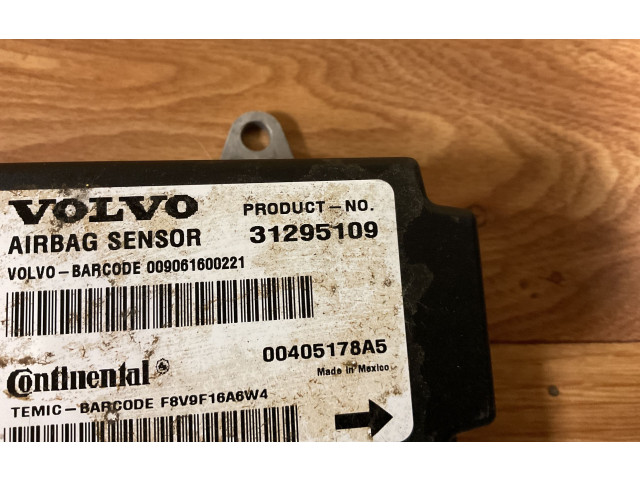 VOLVO PRODUCT-NO.
AIRBAG SENSOR 31295109
VOLVO-BARCODE 009061600221
Continental® 00405178A5
Made in Mexico
TEMIC-BARCODE F8V9F16A6W4